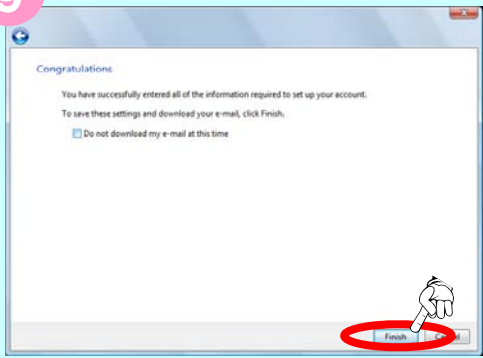 9
Congratulations
You have successfully entered all of the information required to set up your account.
To save these settings and download your e-mail, click Finish.
Do not download my e-mail at this time
Finish